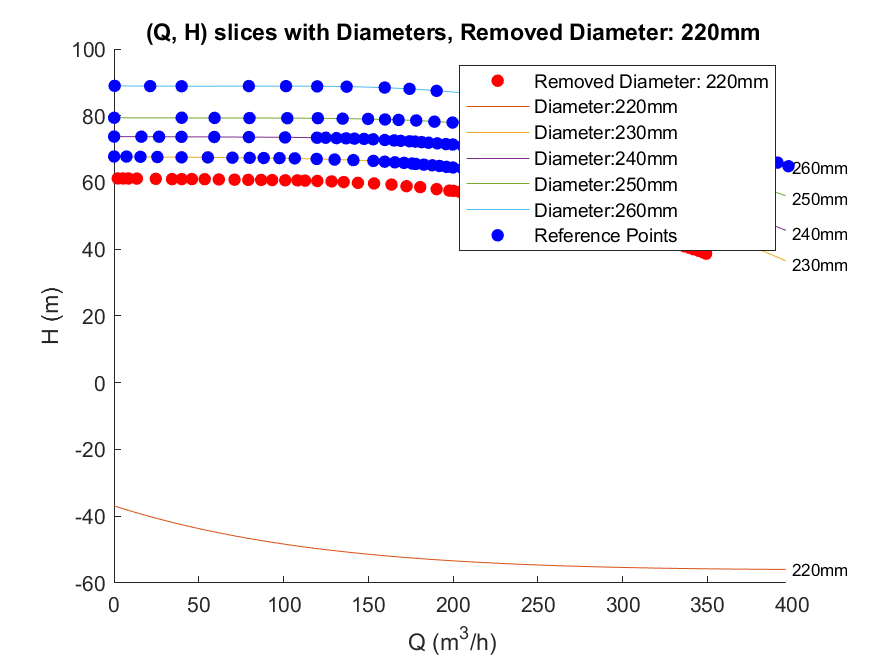 (Q, H) slices with Diameters, Removed Diameter: 220mm
100
80
60
40
20
0
-20
-40
-60
H (m)
Removed Diameter: 220mm
Diameter:220mm
Diameter:230mm
Diameter:240mm
Diameter:250mm
Diameter:260mm
Reference Points
260mm
250mm
240mm
230mm
220mm
0 50 100 150 200 250 300 350 400
Q (m³/h)